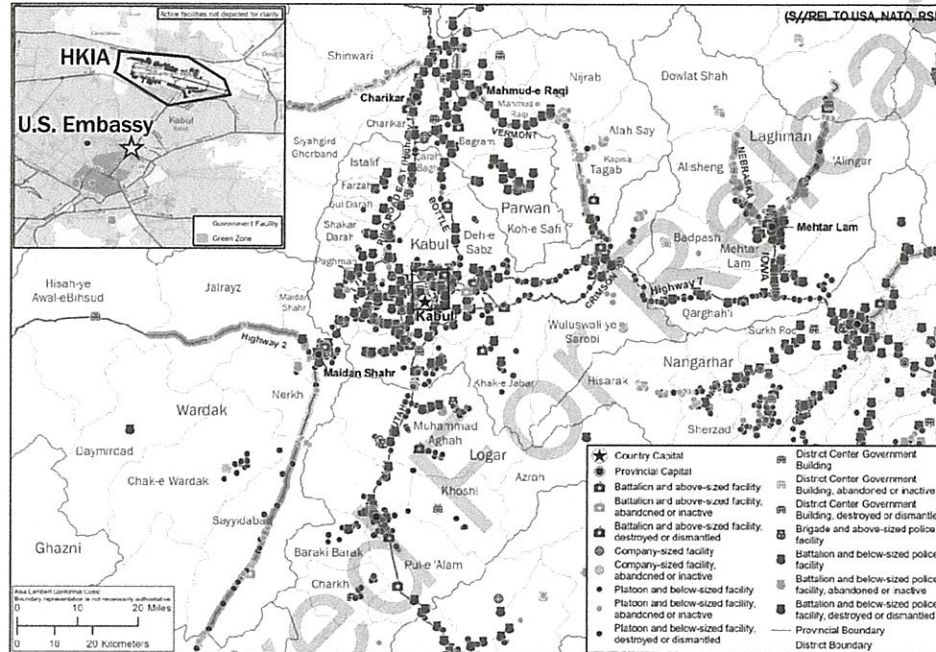 Active facilities not depicted for clarity
HKIA
U.S. Embassy
Kabul
Government Facility
Green Zone
(S//REL TO USA, NATO, RS
Shinwari
Nijrab
Dowlat Shah
Charikar
Mahmud-e Raqi
Mahmud-e
Raqi
Charikar
VERMONT
Laghman
Alah Say
Siyahgird
Ghorband
Bagram
Kapisa
Tagab
Alisheng
NEBRASKA
'Alingar
Istalif
Farzah
Parwan
Gul Darah
BOTTLE
Koh-e Safi
Shakar
Darah
Kabul
Deh-e
Sabz
Badpash
Mehtar Lam
Mehtar
Lam
Paghman
IOWA
Hisah-ye
Awal-eBihsud
Jalrayz
Maidan
Shahr
CRIMSON
Highway 7
Kabul
Qarghah'i
Highway 2
Wuluswali-ye
Sarobi
Surkh Rod
Maidan Shahr
Nangarhar
Khak-e Jabar
Hisarak
Nerkh
Wardak
UTAH
Muhammad
Aghah
Sherzad
Logar
Daymirdad
Azrah
Chak-e Wardak
Khoshi
Sayyidabad
Ghazni
Baraki Barak
Pul-e 'Alam
Charkh
Asia Lambert Conformal Conic
Boundary representation is not necessarily authoritative.
0 10 20 Miles
0 10 20 Kilometers
Country Capital
Provincial Capital
Battalion and above-sized facility
Battalion and above-sized facility,
abandoned or inactive
Battalion and above-sized facility,
destroyed or dismantled
Company-sized facility
Company-sized facility,
abandoned or inactive
Platoon and below-sized facility
Platoon and below-sized facility,
abandoned or inactive
Platoon and below-sized facility,
destroyed or dismantled
District Center Government
Building
District Center Government
Building, abandoned or inactive
District Center Government
Building, destroyed or dismantle
Brigade and above-sized police
facility
Battalion and below-sized police
facility
Battalion and below-sized police
facility, abandoned or inactive
Battalion and below-sized police
facility, destroyed or dismantled
Provincial Boundary
District Boundary